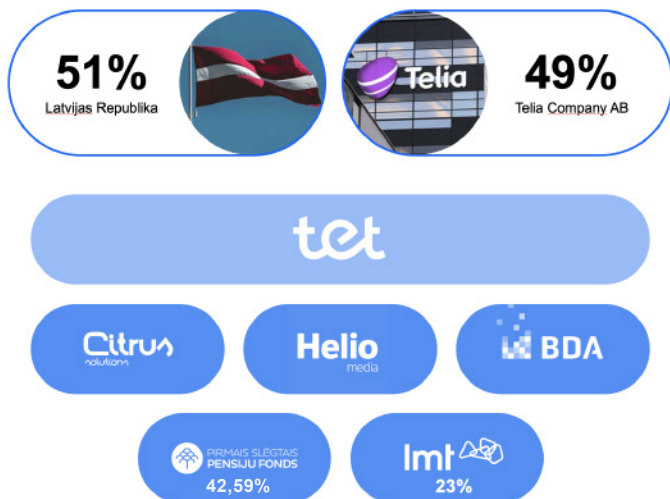 51%
Latvijas Republika
Telia
49%
Telia Company AB
tet
Citrus
solutions
Helio
media
BDA
PIRMAIS SLĒGTAIS
PENSIJU FONDS
42,59%
lmt
23%